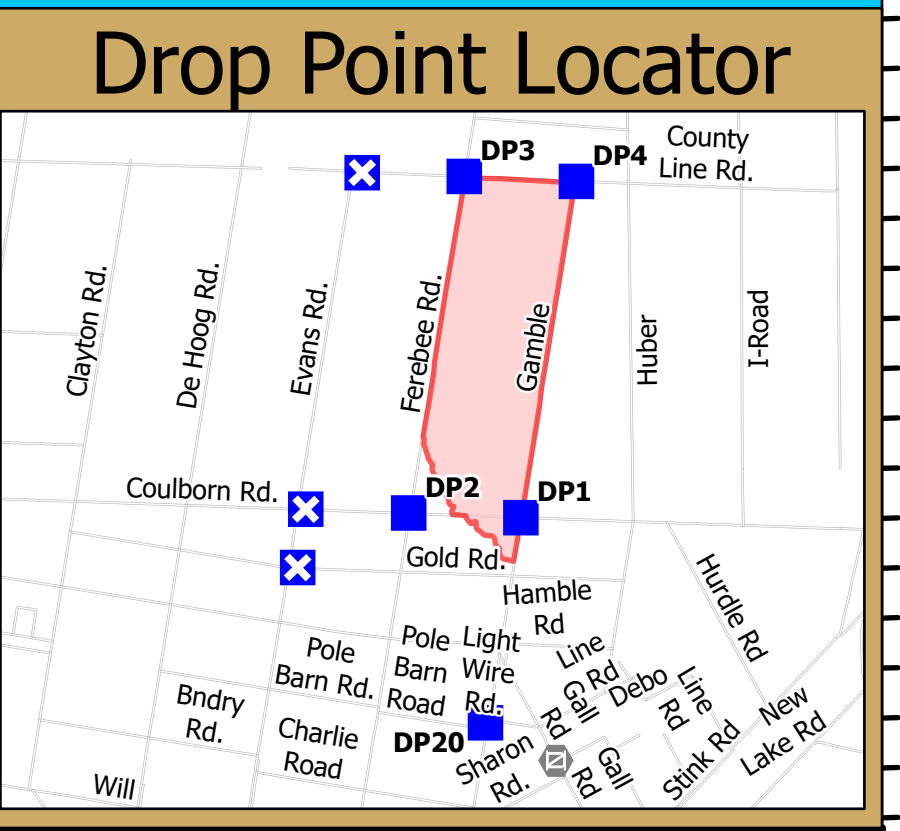 Drop Point Locator
County
Line Rd.
DP3
DP4
Clayton Rd.
De Hoog Rd.
Evans Rd.
Ferebee Rd.
Gamble
Huber
I-Road
Coulborn Rd.
DP2
DP1
Gold Rd.
Hamble
Rd
Hurdle Rd
Pole
Barn Rd.
Pole
Barn
Road
Light
Wire
Rd.
Line
Rd
Gall
Rd
Debo
Line
Rd
New
Lake Rd
Stink Rd
Bndry
Rd.
Charlie
Road
DP20
Sharon
Rd.
Gall
Rd
Will